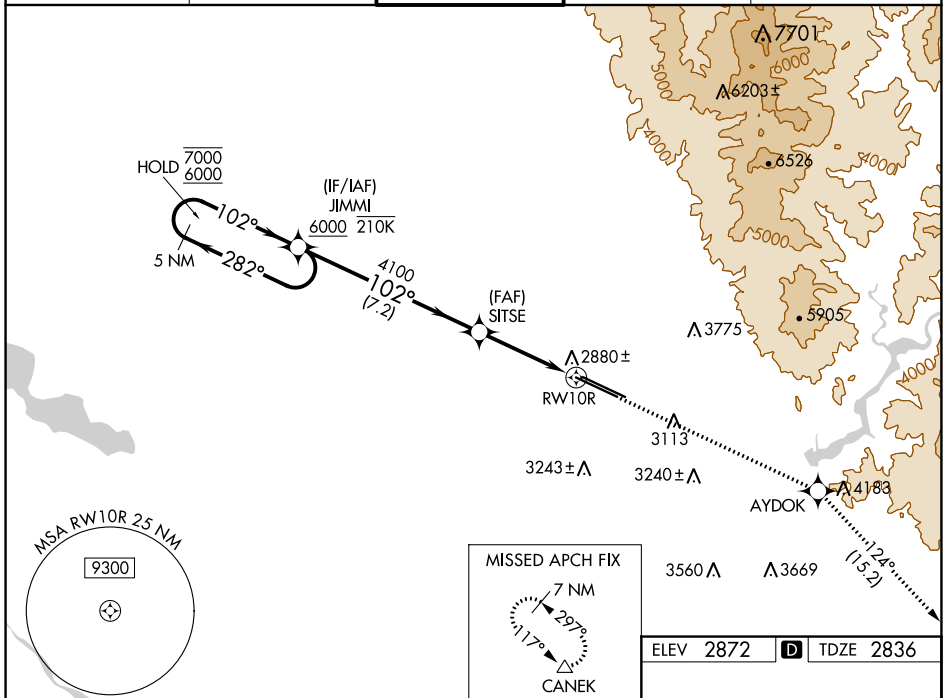 7701
6000
5000
6203±
4000
6526
4000
HOLD 7000
6000
(IF/IAF)
JIMMI
6000 210K
102°
5 NM
282°
5000
4100
102°
(7.2)
(FAF)
SITSE
5905
3775
2880±
4000
RW10R
3113
3243±
3240±
AYDOK
4183
MSA RW10R 25 NM
9300
124°
(15.2)
MISSED APCH FIX
7 NM
297°
117°
CANEK
3560
3669
ELEV 2872 D TDZE 2836